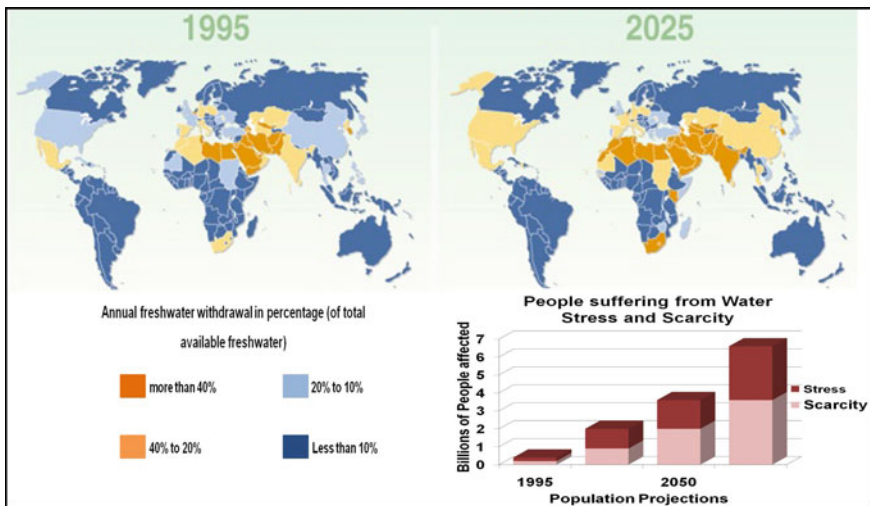 1995
2025
Annual freshwater withdrawal in percentage (of total
available freshwater)
more than 40%
20% to 10%
40% to 20%
Less than 10%
People suffering from Water
Stress and Scarcity
Billions of People affected
7
6
5
4
3
2
1
0
1995
2050
Population Projections
Stress
Scarcity